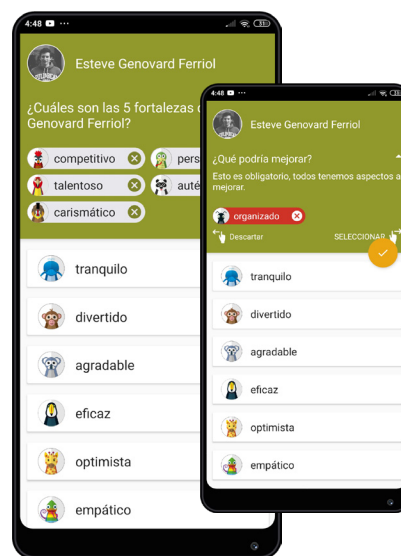 4:48
Esteve Genovard Ferriol
¿Cuáles son las 5 fortalezas
Genovard Ferriol?
competitivo
pers
talentoso
auté
carismático
tranquilo
divertido
agradable
eficaz
optimista
empático
4:48
Esteve Genovard Ferriol
¿Qué podría mejorar?
Esto es obligatorio, todos tenemos aspectos a
mejorar.
organizado
Descartar
SELECCIONAR
tranquilo
divertido
agradable
eficaz
optimista
empático